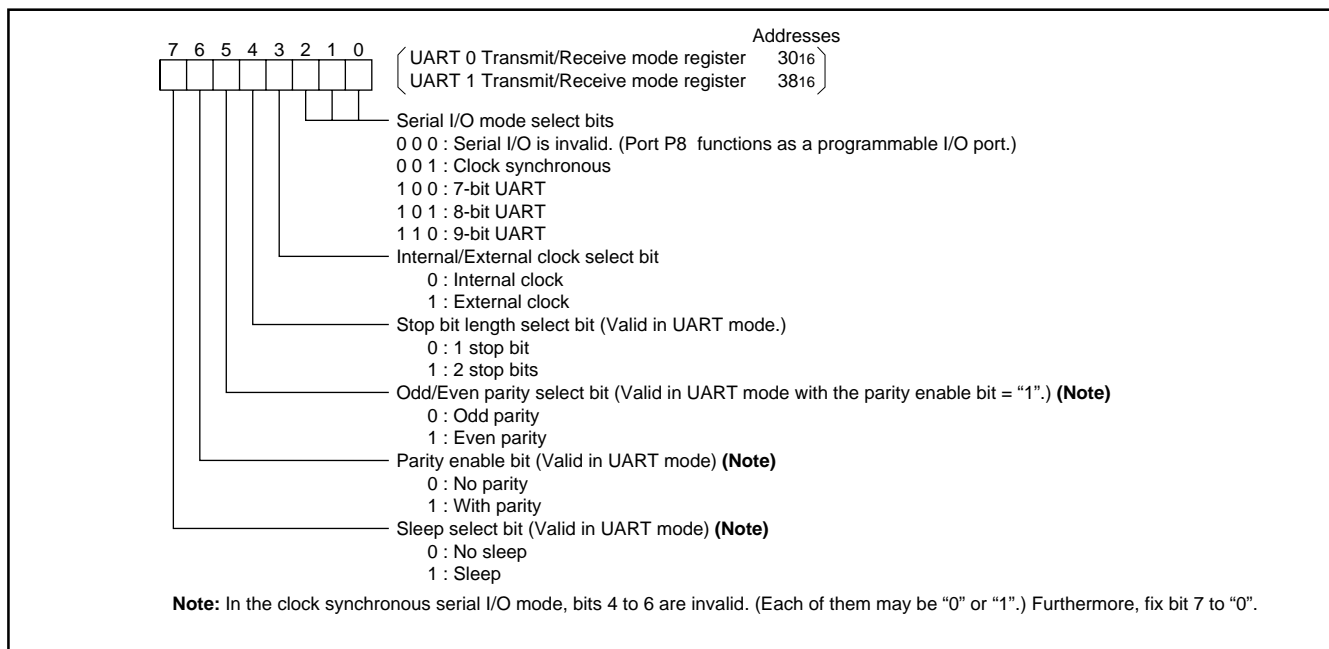 Addresses
7 6 5 4 3 2 1 0
UART 0 Transmit/Receive mode register 3016
UART 1 Transmit/Receive mode register 3816
Serial I/O mode select bits
0 0 0 : Serial I/O is invalid. (Port P8 functions as a programmable I/O port.)
0 0 1 : Clock synchronous
1 0 0 : 7-bit UART
1 0 1 : 8-bit UART
1 1 0 : 9-bit UART
Internal/External clock select bit
0 : Internal clock
1 : External clock
Stop bit length select bit (Valid in UART mode.)
0 : 1 stop bit
1 : 2 stop bits
Odd/Even parity select bit (Valid in UART mode with the parity enable bit = “1”.) (Note)
0 : Odd parity
1 : Even parity
Parity enable bit (Valid in UART mode) (Note)
0 : No parity
1 : With parity
Sleep select bit (Valid in UART mode) (Note)
0 : No sleep
1 : Sleep
Note: In the clock synchronous serial I/O mode, bits 4 to 6 are invalid. (Each of them may be “0” or “1”.) Furthermore, fix bit 7 to “0”.